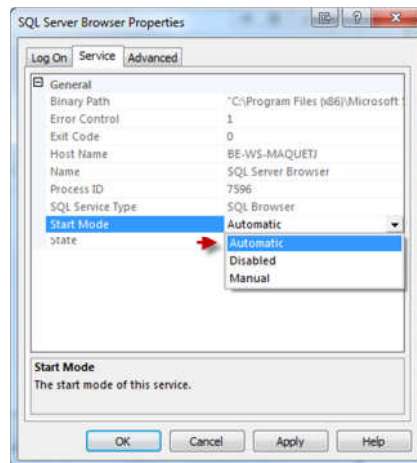 SQL Server Browser Properties
Log On Service Advanced
General
Binary Path "C:\Program Files (x86)\Microsoft
Error Control 1
Exit Code 0
Host Name BE-WS-MAQUETJ
Name SQL Server Browser
Process ID 7596
SQL Service Type SQL Browser
Start Mode Automatic
State Automatic
Disabled
Manual
Start Mode
The start mode of this service.
OK Cancel Apply Help